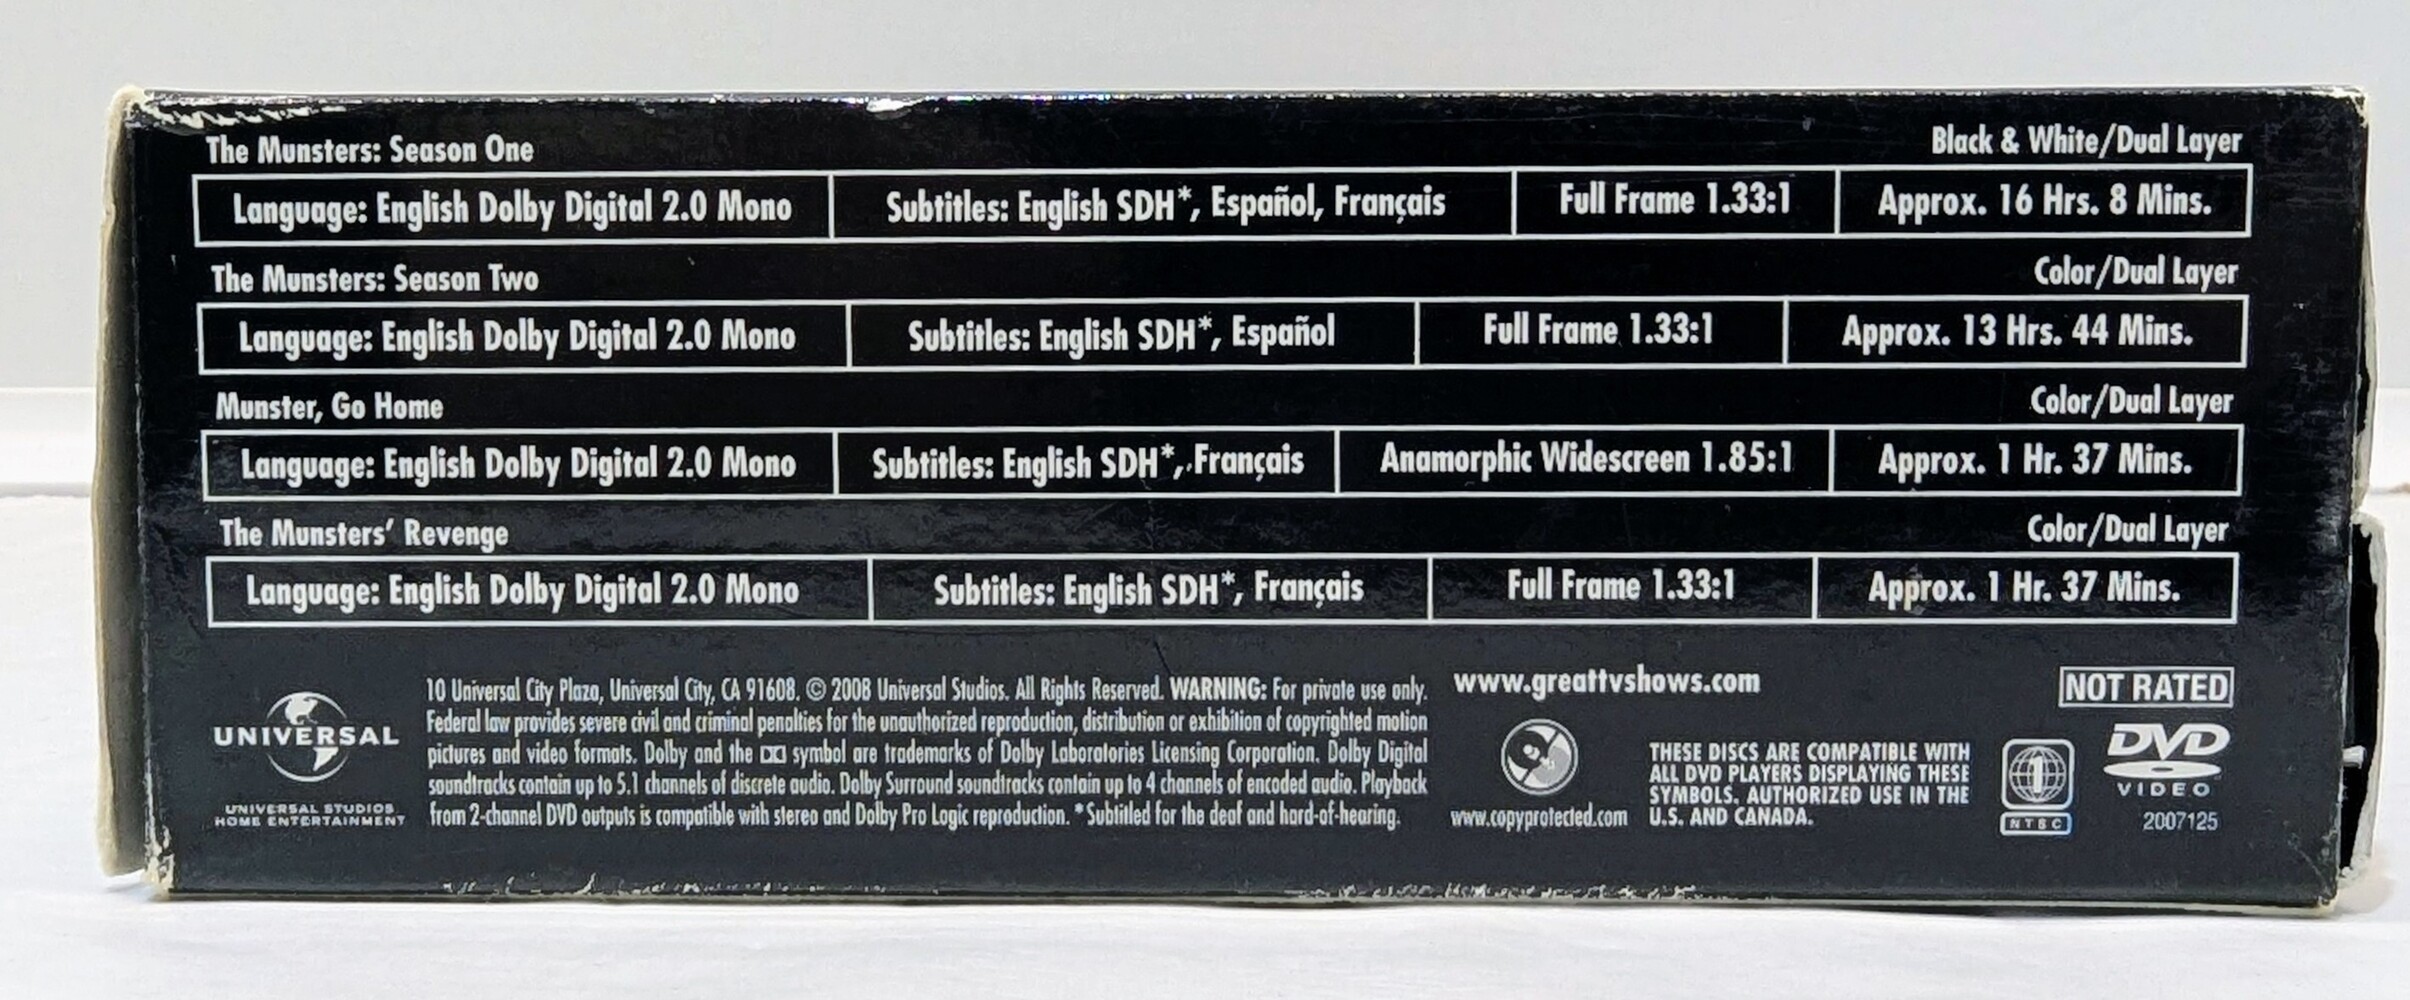 The Munsters: Season One
Black & White/Dual Layer
Language: English Dolby Digital 2.0 Mono
Subtitles: English SDH*, Español, Français
Full Frame 1.33:1
Approx. 16 Hrs. 8 Mins.
The Munsters: Season Two
Color/Dual Layer
Language: English Dolby Digital 2.0 Mono
Subtitles: English SDH*, Español
Full Frame 1.33:1
Approx. 13 Hrs. 44 Mins.
Munster, Go Home
Color/Dual Layer
Language: English Dolby Digital 2.0 Mono
Subtitles: English SDH*, Français
Anamorphic Widescreen 1.85:1
Approx. 1 Hr. 37 Mins.
The Munsters' Revenge
Color/Dual Layer
Language: English Dolby Digital 2.0 Mono
Subtitles: English SDH*, Français
Full Frame 1.33:1
Approx. 1 Hr. 37 Mins.
UNIVERSAL
UNIVERSAL STUDIOS
HOME ENTERTAINMENT
10 Universal City Plaza, Universal City, CA 91608. © 2008 Universal Studios. All Rights Reserved. WARNING: For private use only.
Federal law provides severe civil and criminal penalties for the unauthorized reproduction, distribution or exhibition of copyrighted motion
pictures and video formats. Dolby and the DD symbol are trademarks of Dolby Laboratories Licensing Corporation. Dolby Digital
soundtracks contain up to 5.1 channels of discrete audio. Dolby Surround soundtracks contain up to 4 channels of encoded audio. Playback
from 2-channel DVD outputs is compatible with stereo and Dolby Pro Logic reproduction. *Subtitled for the deaf and hard-of-hearing.
www.greattvshows.com
www.copyprotected.com
THESE DISCS ARE COMPATIBLE WITH
ALL DVD PLAYERS DISPLAYING THESE
SYMBOLS. AUTHORIZED USE IN THE
U.S. AND CANADA.
1
NTSC
NOT RATED
DVD
VIDEO
2007125